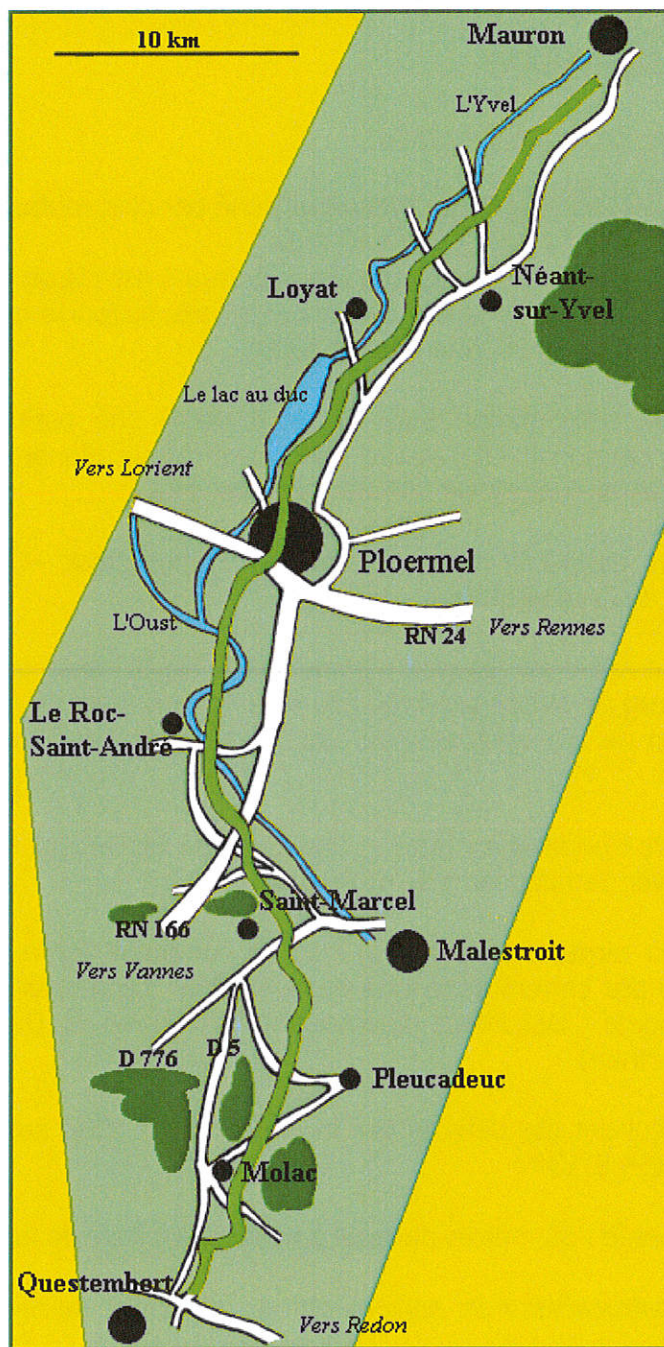 Mauron
10 km
L'Yvel
Loyat
Néant-
sur-Yvel
Le lac au duc
Vers Lorient
Ploermel
L'Oust
RN 24
Vers Rennes
Le Roc-
Saint-André
Saint-Marcel
RN 166
Malestroit
Vers Vannes
D 776
D 5
Pleucadeuc
Molac
Questembert
Vers Redon